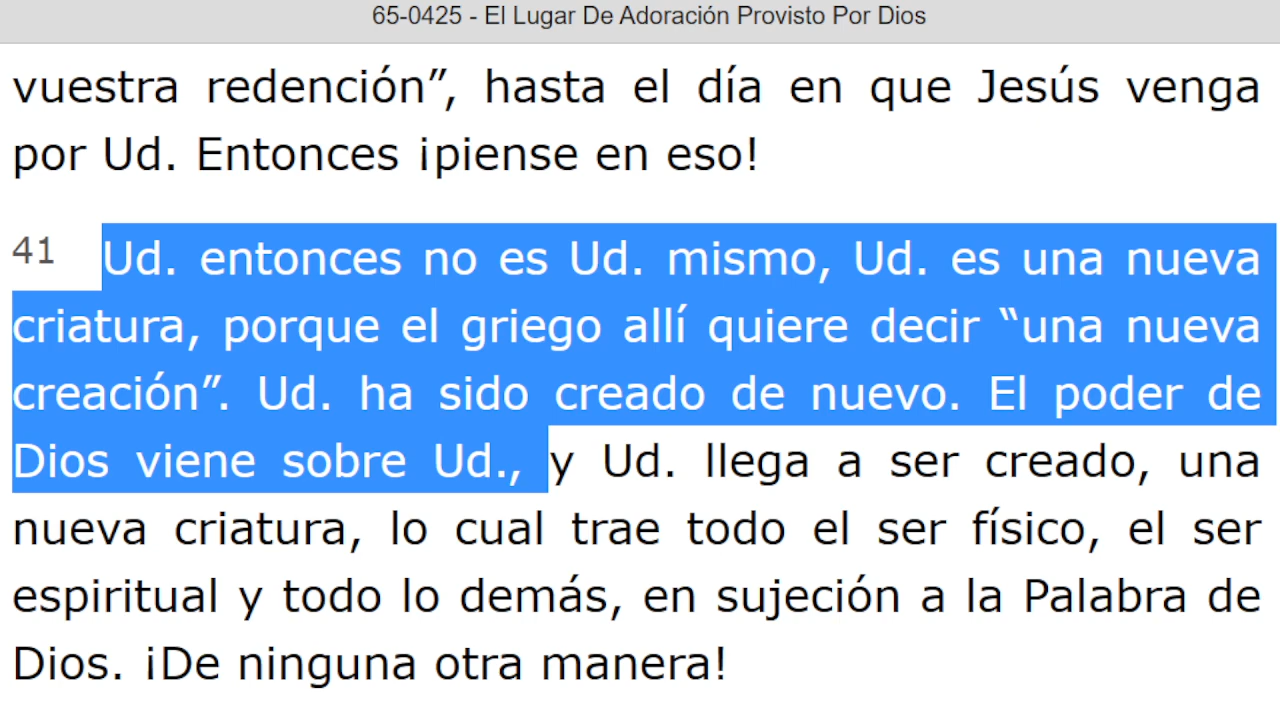 65-0425 - El Lugar De Adoración Provisto Por Dios
vuestra redención”, hasta el día en que Jesús venga
por Ud. Entonces ¡piense en eso!
41 Ud. entonces no es Ud. mismo, Ud. es una nueva
criatura, porque el griego allí quiere decir “una nueva
creación”. Ud. ha sido creado de nuevo. El poder de
Dios viene sobre Ud., y Ud. llega a ser creado, una
nueva criatura, lo cual trae todo el ser físico, el ser
espiritual y todo lo demás, en sujeción a la Palabra de
Dios. ¡De ninguna otra manera!